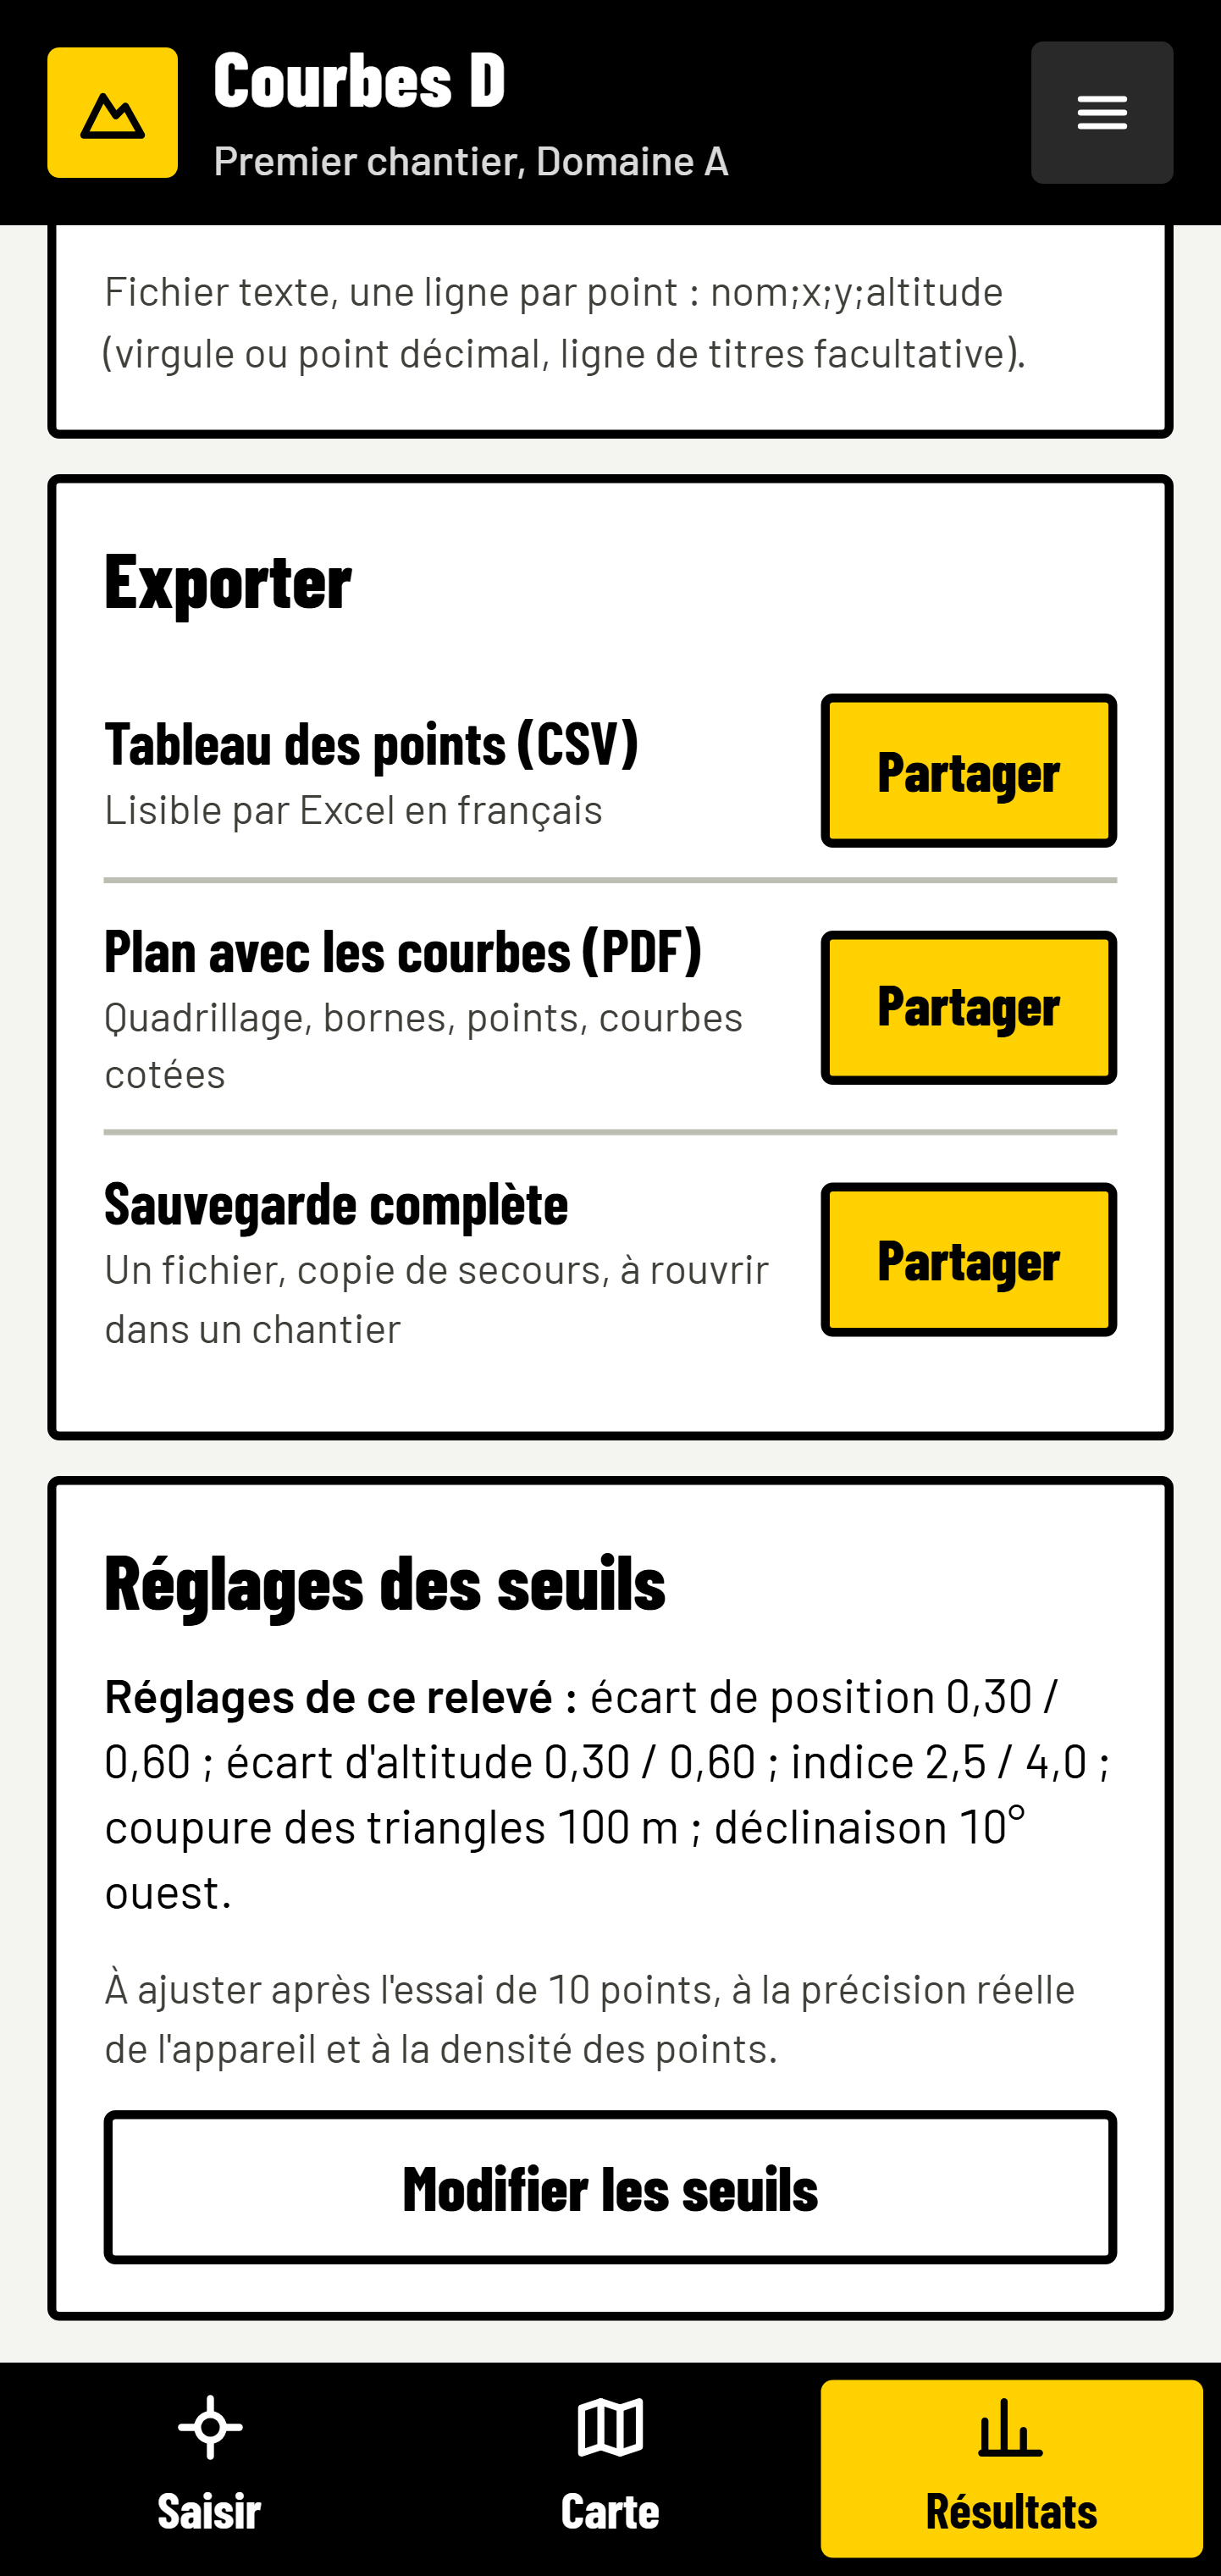 Courbes D
Premier chantier, Domaine A
Fichier texte, une ligne par point : nom;x;y;altitude
(virgule ou point décimal, ligne de titres facultative).
Exporter
Tableau des points (CSV)
Lisible par Excel en français
Partager
Plan avec les courbes (PDF)
Quadrillage, bornes, points, courbes
cotées
Partager
Sauvegarde complète
Un fichier, copie de secours, à rouvrir
dans un chantier
Partager
Réglages des seuils
Réglages de ce relevé : écart de position 0,30 /
0,60 ; écart d'altitude 0,30 / 0,60 ; indice 2,5 / 4,0 ;
coupure des triangles 100 m ; déclinaison 10°
ouest.
À ajuster après l'essai de 10 points, à la précision réelle
de l'appareil et à la densité des points.
Modifier les seuils
Saisir
Carte
Résultats